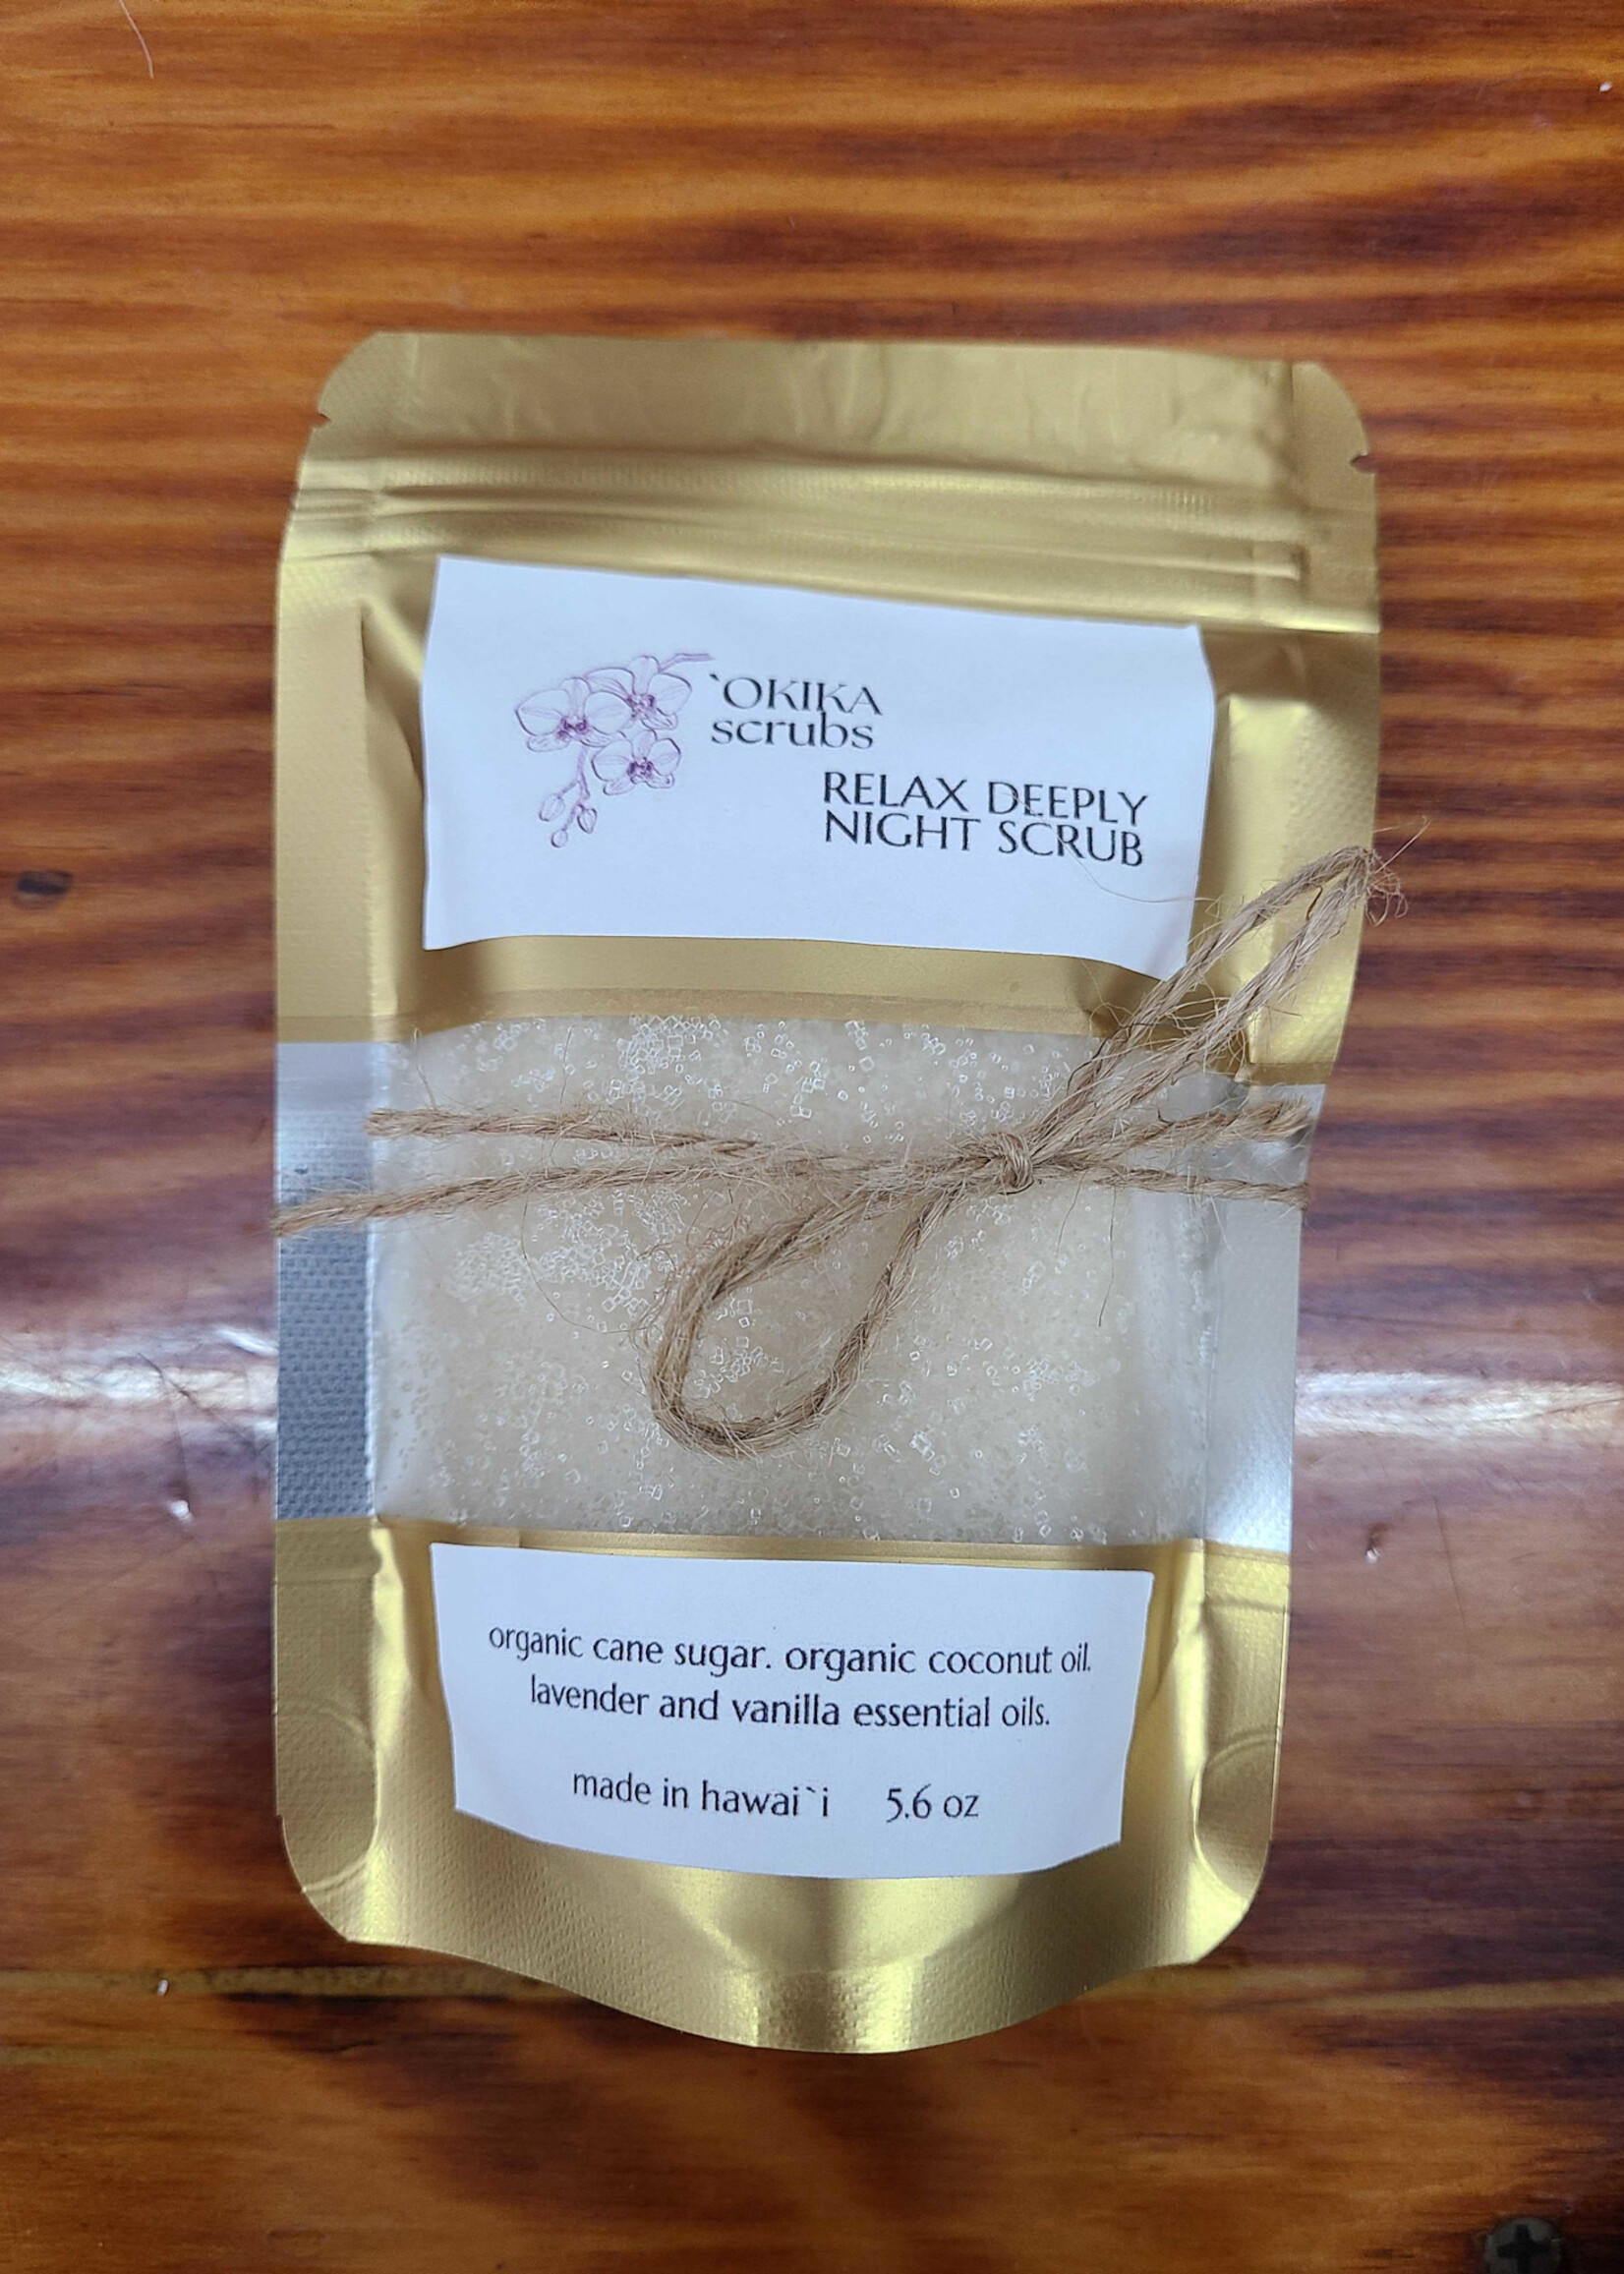 `OKIKA
scrubs
RELAX DEEPLY
NIGHT SCRUB
organic cane sugar. organic coconut oil.
lavender and vanilla essential oils.
made in hawai`i 5.6 oz